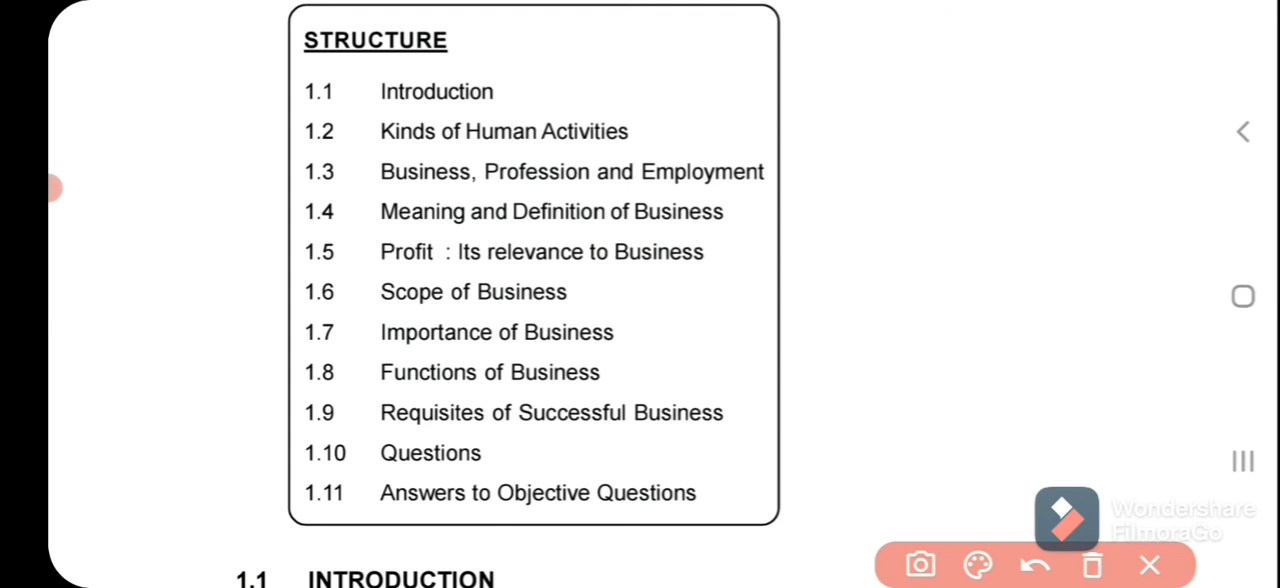 STRUCTURE
1.1 Introduction
1.2 Kinds of Human Activities
1.3 Business, Profession and Employment
1.4 Meaning and Definition of Business
1.5 Profit : Its relevance to Business
1.6 Scope of Business
1.7 Importance of Business
1.8 Functions of Business
1.9 Requisites of Successful Business
1.10 Questions
1.11 Answers to Objective Questions
Wondershare
FilmoraGo
1.1 INTRODUCTION